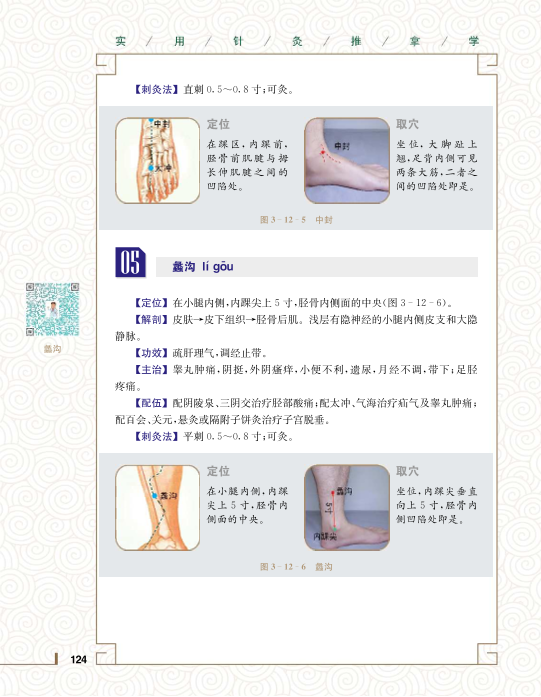 实 / 用 / 针 / 灸 / 推 / 拿 / 学
【刺灸法】直刺 0.5～0.8 寸;可灸。
中封
太冲
定位
在踝区,内踝前,
胫骨前肌腱与拇
长伸肌腱之间的
凹陷处。
中封
取穴
坐位,大脚趾上
翘,足背内侧可见
两条大筋,二者之
间的凹陷处即是。
图 3-12-5 中封
05
蠡沟 lí gōu
【定位】在小腿内侧,内踝尖上 5 寸,胫骨内侧面的中央(图 3-12-6)。
【解剖】皮肤→皮下组织→胫骨后肌。浅层有隐神经的小腿内侧皮支和大隐
静脉。
【功效】疏肝理气,调经止带。
【主治】睾丸肿痛,阴挺,外阴瘙痒,小便不利,遗尿,月经不调,带下;足胫
疼痛。
【配伍】配阴陵泉、三阴交治疗胫部酸痛;配太冲、气海治疗疝气及睾丸肿痛;
配百会、关元,悬灸或隔附子饼灸治疗子宫脱垂。
【刺灸法】平刺 0.5～0.8 寸;可灸。
蠡沟
蠡沟
定位
在小腿内侧,内踝
尖上 5 寸,胫骨内
侧面的中央。
蠡沟
5寸
内踝尖
取穴
坐位,内踝尖垂直
向上 5 寸,胫骨内
侧凹陷处即是。
图 3-12-6 蠡沟
124